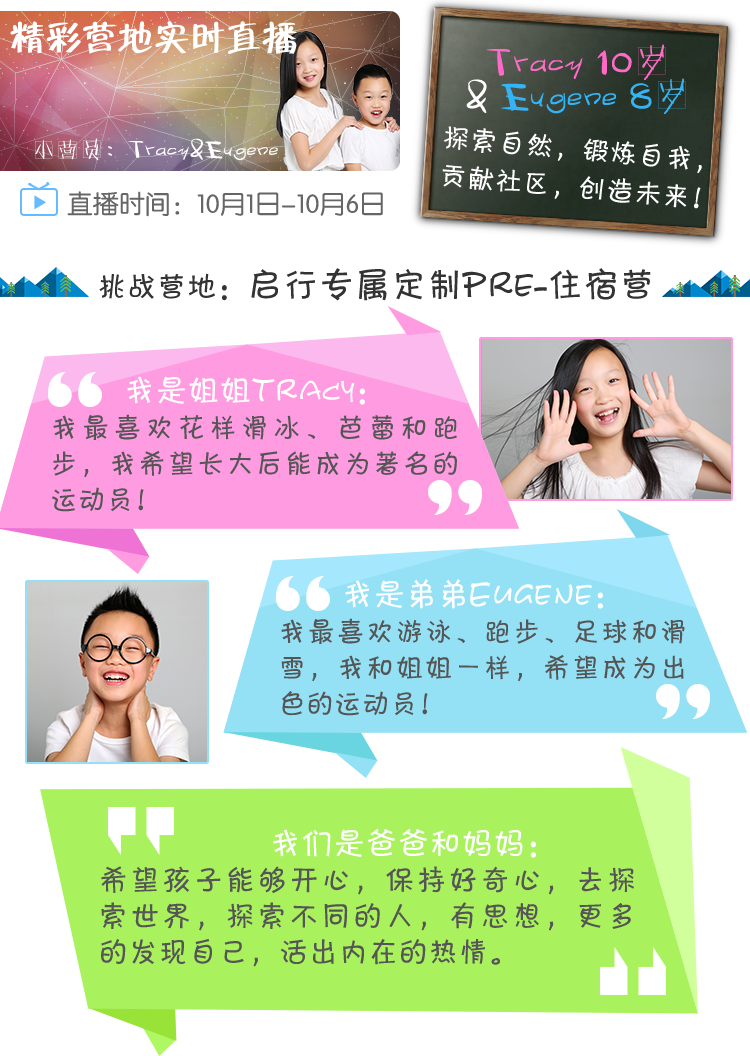 精彩营地实时直播
小营员：Tracy&Eugene
直播时间：10月1日-10月6日
Tracy 10岁
& Eugene 8岁
探索自然，锻炼自我，
贡献社区，创造未来！
挑战营地：启行专属定制PRE-住宿营
我是姐姐TRACY：
我最喜欢花样滑冰、芭蕾和跑
步，我希望长大后能成为著名的
运动员！
我是弟弟EUGENE：
我最喜欢游泳、跑步、足球和滑
雪，我和姐姐一样，希望成为出
色的运动员！
我们是爸爸和妈妈：
希望孩子能够开心，保持好奇心，去探
索世界，探索不同的人，有思想，更多
的发现自己，活出内在的热情。